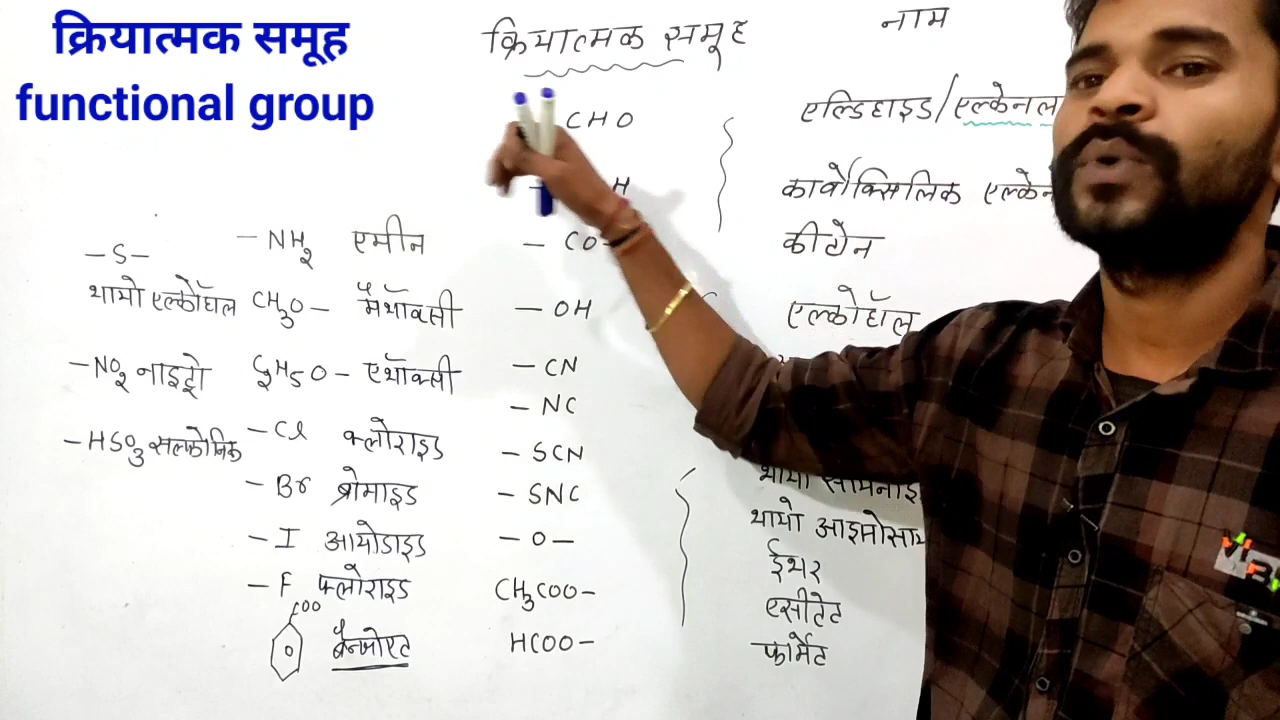 क्रियात्मक समूह
functional group
क्रियात्मक समूह
नाम
CHO
एल्डिहाइड/एल्केनल
H
कार्वोक्सिलिक एल्केन
– CO–
कीटोन
– OH
एल्कोहॉल
– CN
– NC
– SCN
थायो सायनाइ
– SNC
थायो आइसोसाय
– O –
ईथर
CH3COO–
एसीटेट
HCOO–
फार्मेट
– NH2 एमीन
CH3O – मैथॉक्सी
C2H5O – एथॉक्सी
– Cl क्लोराइड
– Br ब्रोमाइड
– I आयोडाइड
– F फ्लोराइड
COO
बैन्जोएट
– S –
थायो एल्कोहॉल
– NO2 नाइट्रो
– HSO3 सल्फोनिक